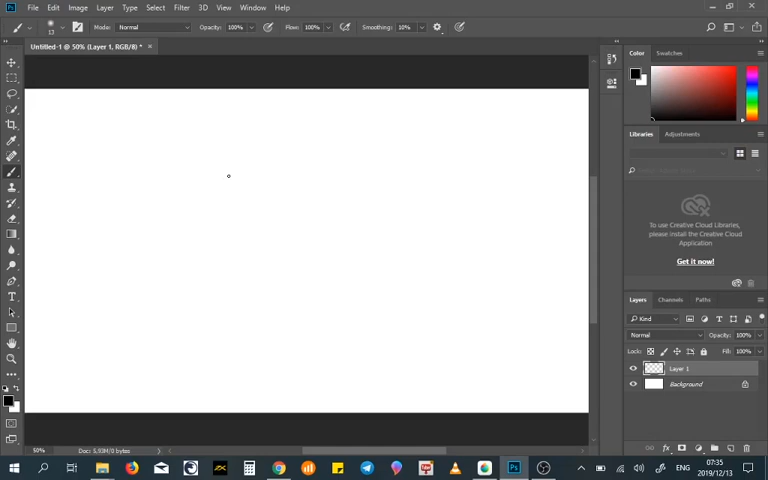 Ps File Edit Image Layer Type Select Filter 3D View Window Help
13 Mode: Normal Opacity: 100% Flow: 100% Smoothing: 10%
Untitled-1 @ 50% (Layer 1, RGB/8) * ×
Color Swatches
Libraries Adjustments
To use Creative Cloud Libraries,
please install the Creative Cloud
Application
Get it now!
Layers Channels Paths
Kind
Normal Opacity: 100%
Lock: Fill: 100%
Layer 1
Background
50% Doc: 5,93M/0 bytes
Ps ENG 07:35
2019/12/13